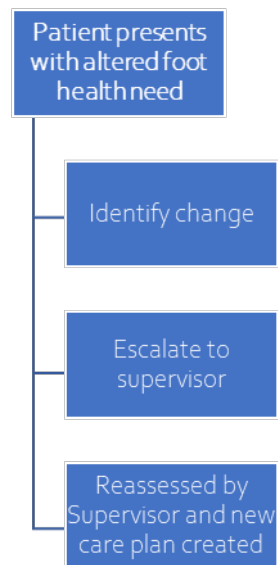 Patient presents
with altered foot
health need
Identify change
Escalate to
supervisor
Reassessed by
Supervisor and new
care plan created